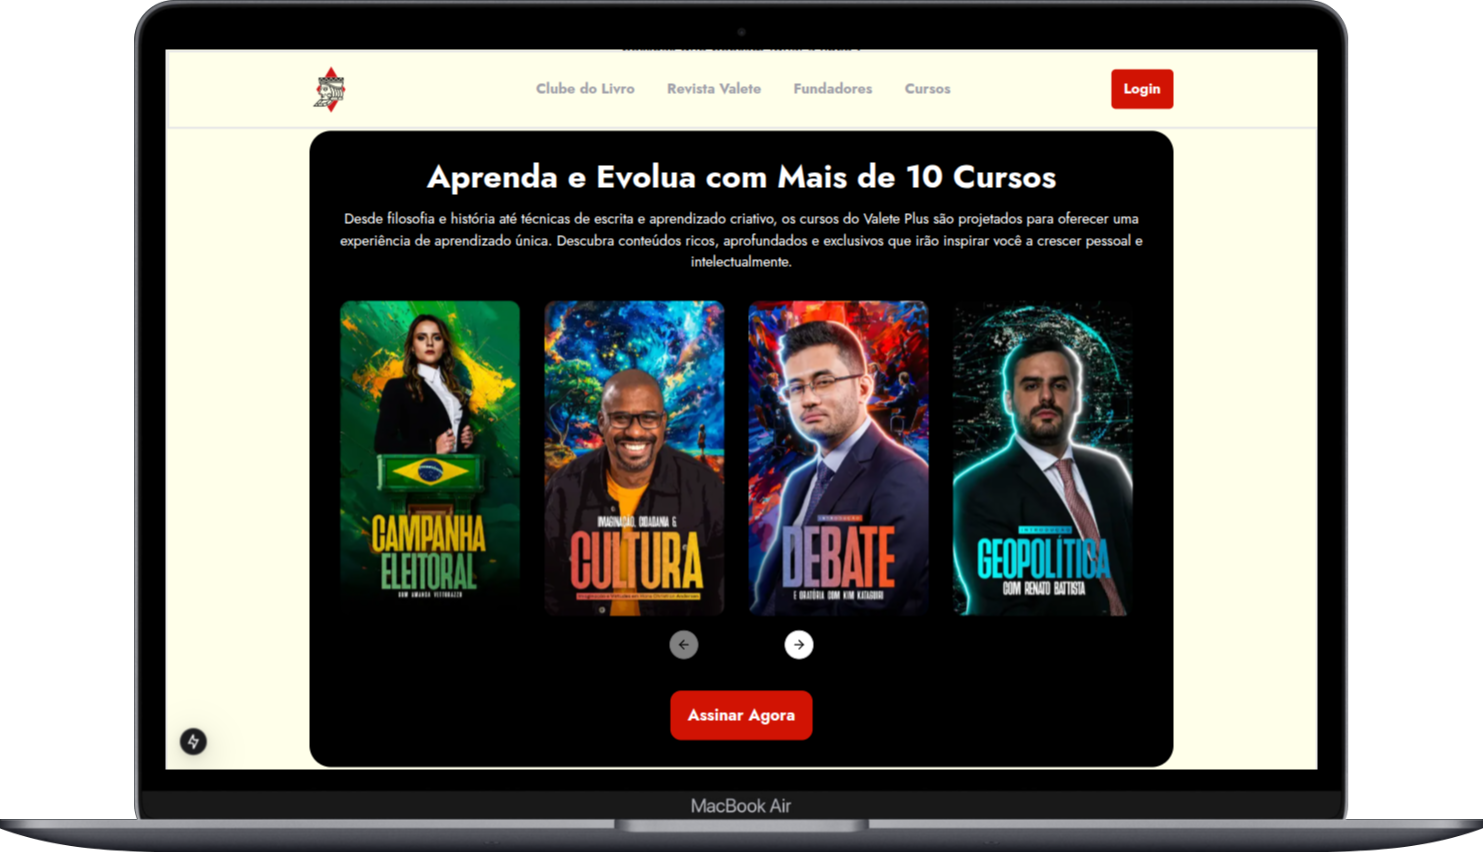 Clube do Livro
Revista Valete
Fundadores
Cursos
Login
Aprenda e Evolua com Mais de 10 Cursos
Desde filosofia e história até técnicas de escrita e aprendizado criativo, os cursos do Valete Plus são projetados para oferecer uma
experiência de aprendizado única. Descubra conteúdos ricos, aprofundados e exclusivos que irão inspirar você a crescer pessoal e
intelectualmente.
CAMPANHA
ELEITORAL
COM AMANDA VETTORAZZO
IMAGINAÇÃO, CIDADANIA &
CULTURA
INTRODUÇÃO
DEBATE
E ORATÓRIA COM KIM KATAGUIRI
INTRODUÇÃO
GEOPOLÍTICA
COM RENATO BATTISTA
Assinar Agora
MacBook Air